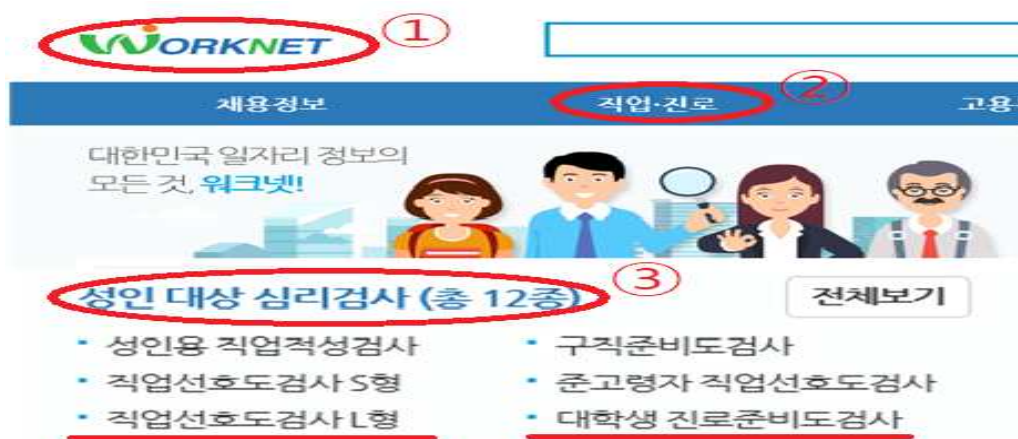 WORKNET ①
채용정보 직업·진로 ② 고용
대한민국 일자리 정보의
모든 것, 워크넷!
성인 대상 심리검사 (총 12종) ③ 전체보기
• 성인용 직업적성검사 • 구직준비도검사
• 직업선호도검사 S형 • 준고령자 직업선호도검사
• 직업선호도검사 L형 • 대학생 진로준비도검사